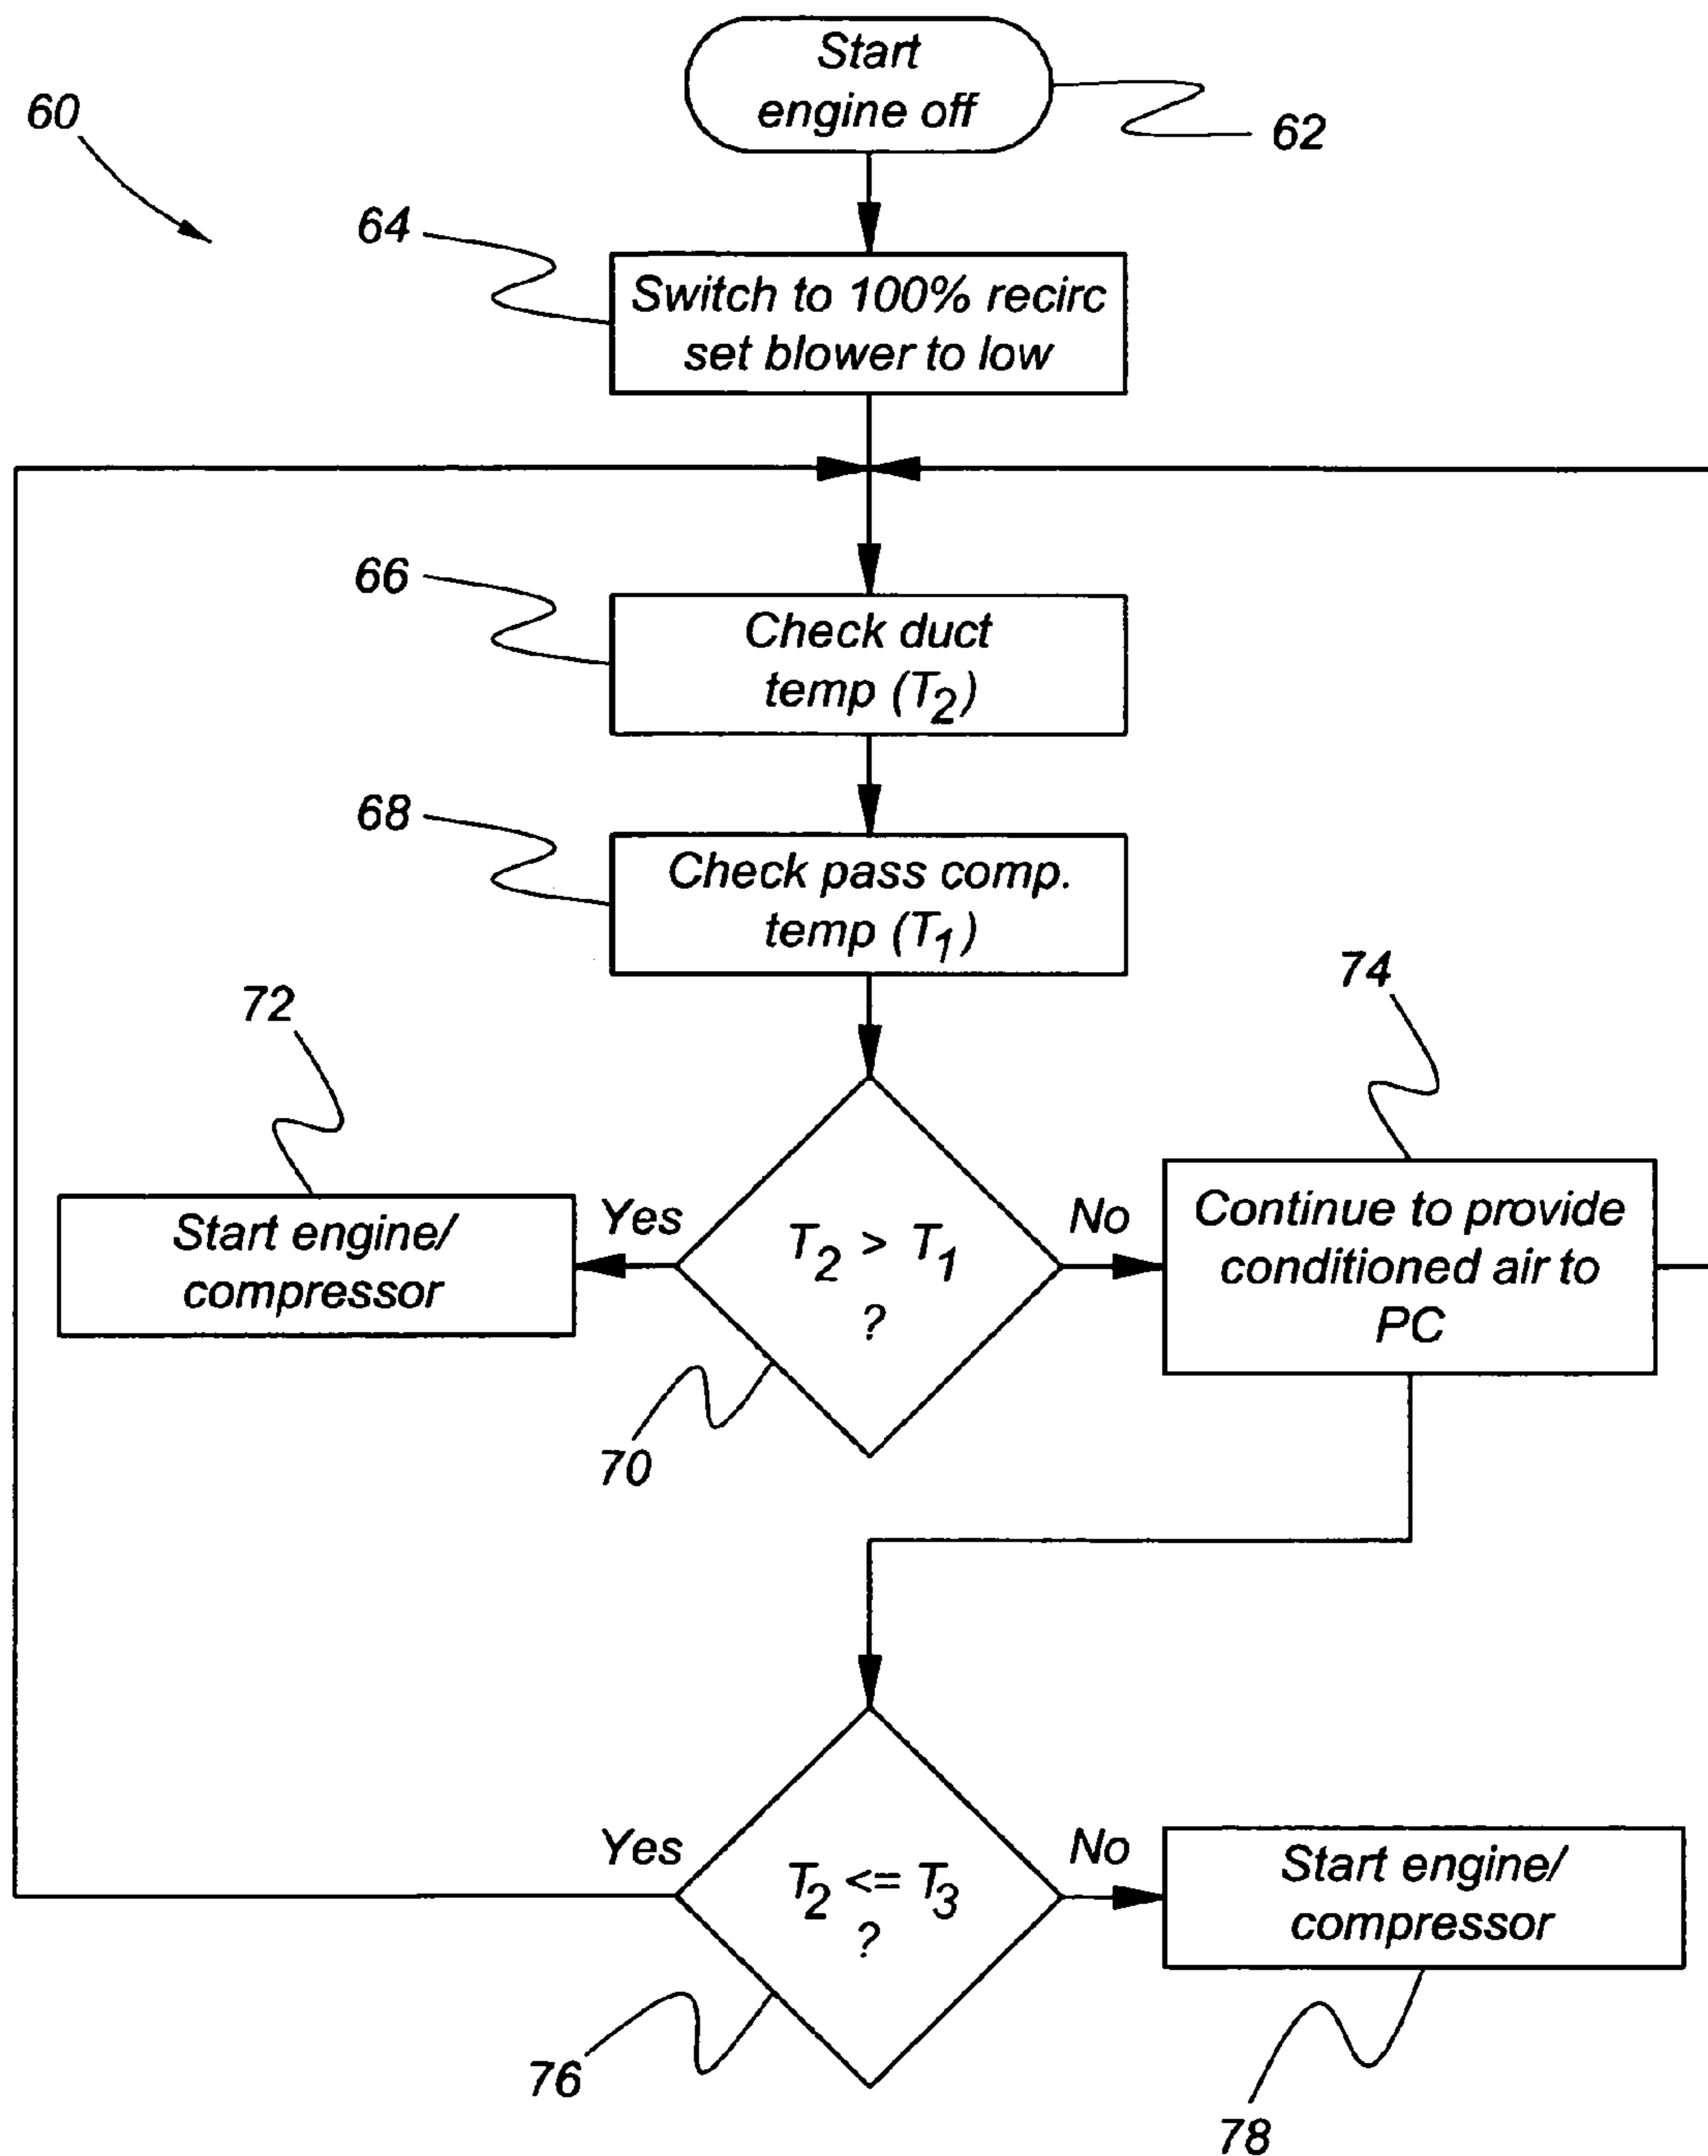 Start
engine off
60
62
64
Switch to 100% recirc
set blower to low
66
Check duct
temp (T2)
68
Check pass comp.
temp (T1)
72
74
Start engine/
compressor
Yes
T2 > T1
?
No
Continue to provide
conditioned air to
PC
70
Yes
T2 <= T3
?
No
Start engine/
compressor
76
78